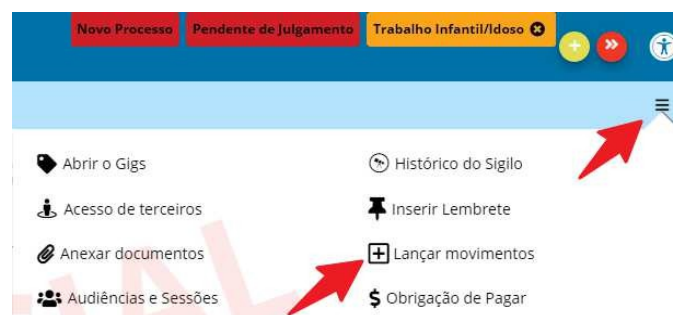 Novo Processo Pendente de Julgamento Trabalho Infantil/Idoso
Abrir o Gigs
Histórico do Sigilo
Acesso de terceiros
Inserir Lembrete
Anexar documentos
Lançar movimentos
Audiências e Sessões
$ Obrigação de Pagar